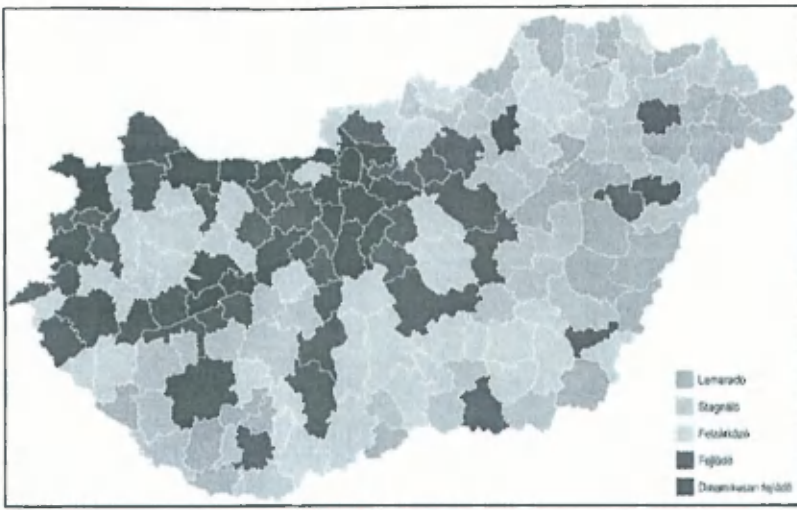 Lemaradó
Stagnáló
Felzárkózó
Fejlődő
Dinamikusan fejlődő